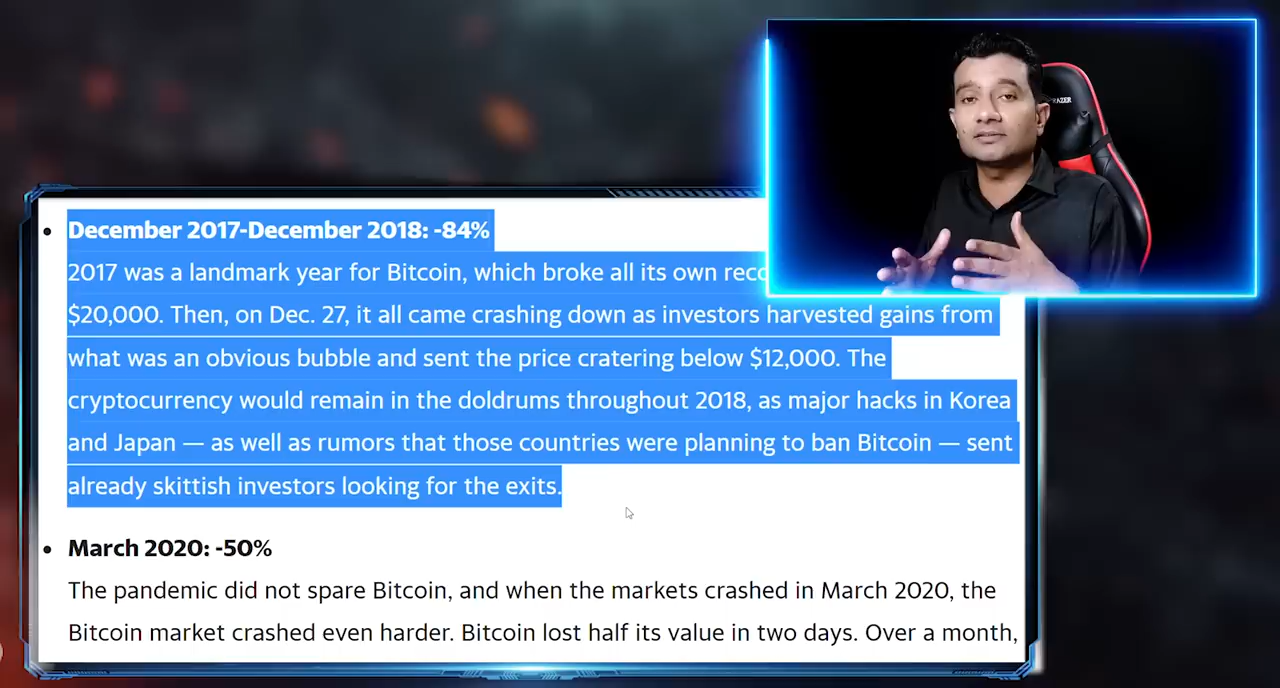 December 2017-December 2018: -84%
2017 was a landmark year for Bitcoin, which broke all its own
$20,000. Then, on Dec. 27, it all came crashing down as investors harvested gains from
what was an obvious bubble and sent the price cratering below $12,000. The
cryptocurrency would remain in the doldrums throughout 2018, as major hacks in Korea
and Japan — as well as rumors that those countries were planning to ban Bitcoin — sent
already skittish investors looking for the exits.
March 2020: -50%
The pandemic did not spare Bitcoin, and when the markets crashed in March 2020, the
Bitcoin market crashed even harder. Bitcoin lost half its value in two days. Over a month,